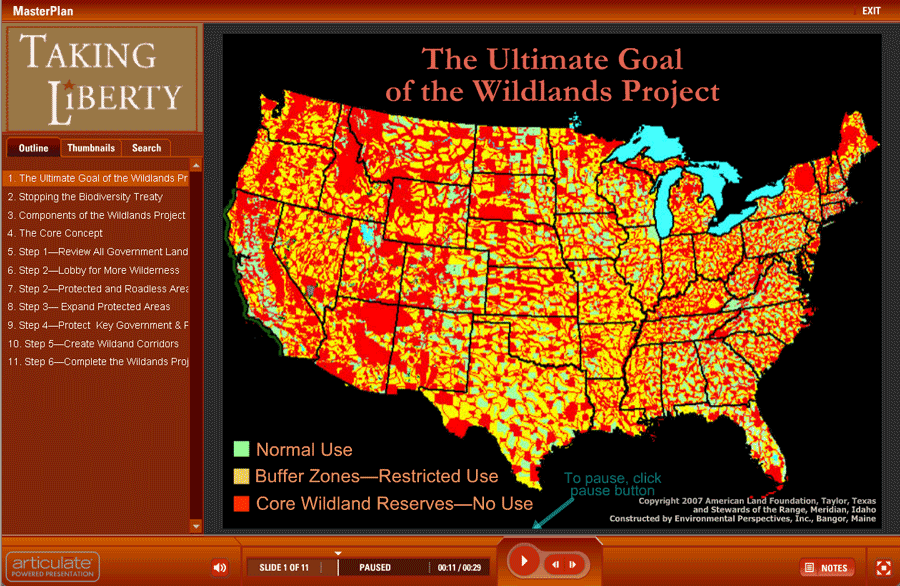 MasterPlan
EXIT
TAKING
LIBERTY
Outline
Thumbnails
Search
1. The Ultimate Goal of the Wildlands Pr
2. Stopping the Biodiversity Treaty
3. Components of the Wildlands Project
4. The Core Concept
5. Step 1—Review All Government Land
6. Step 2—Lobby for More Wilderness
7. Step 2—Protected and Roadless Area
8. Step 3— Expand Protected Areas
9. Step 4—Protect Key Government & P
10. Step 5—Create Wildand Corridors
11. Step 6—Complete the Wildands Proj
The Ultimate Goal
of the Wildlands Project
Normal Use
Buffer Zones—Restricted Use
Core Wildland Reserves—No Use
To pause, click
pause button
Copyright 2007 American Land Foundation, Taylor, Texas
and Stewards of the Range, Meridian, Idaho
Constructed by Environmental Perspectives, Inc., Bangor, Maine
articulate
POWERED PRESENTATION
SLIDE 1 OF 11
PAUSED
00:11 / 00:29
NOTES